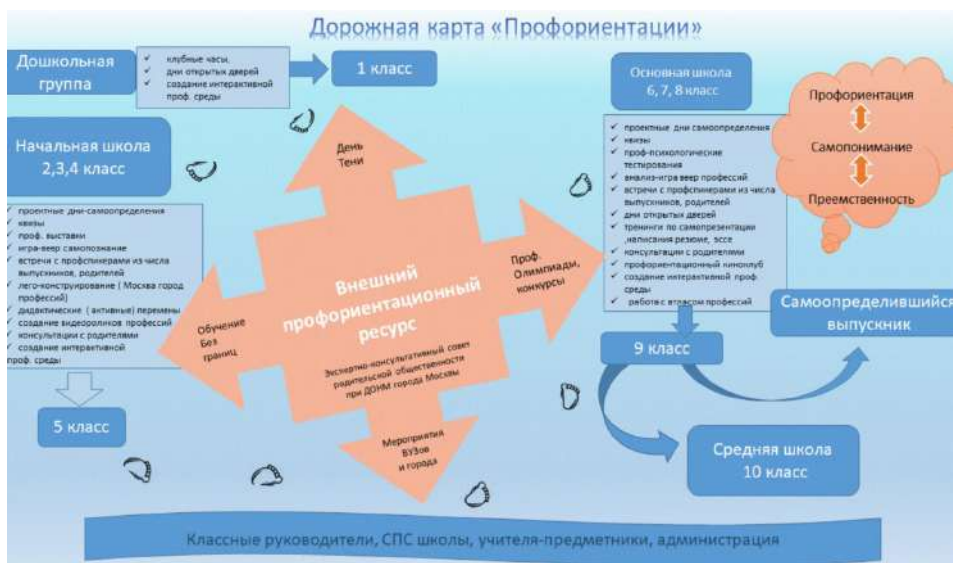 Дорожная карта «Профориентации»
Дошкольная
группа
клубные часы,
дни открытых дверей
создание интерактивной
проф. среды
1 класс
Начальная школа
2,3,4 класс
проектные дни-самоопределения
квизы
проф. выставки
игра-веер самопознание
встречи с профспикерами из числа
выпускников, родителей
лего-конструирование ( Москва город
профессий)
дидактические ( активные) перемены
создание видеороликов профессий
консультации с родителями
создание интерактивной
проф. среды
5 класс
День
Тени
Обучение
Без
границ
Внешний
профориентационный
ресурс
Экспертно-консультативный совет
родительской общественности
при ДОНМ города Москвы
Проф.
Олимпиады,
конкурсы
Мероприятия
ВУЗов
и города
Основная школа
6, 7, 8 класс
проектные дни самоопределения
квизы
проф-психологические
тестирования
анализ-игра веер профессий
встречи с профспикерами из числа
выпускников, родителей
дни открытых дверей
тренинги по самопрезентации
,написания резюме, эссе
консультации с родителями
профориентационный киноклуб
создание интерактивной проф.
среды
работа с атласом профессий
Профориентация
Самопонимание
Преемственность
9 класс
Самоопределившийся
выпускник
Средняя школа
10 класс
Классные руководители, СПС школы, учителя-предметники, администрация